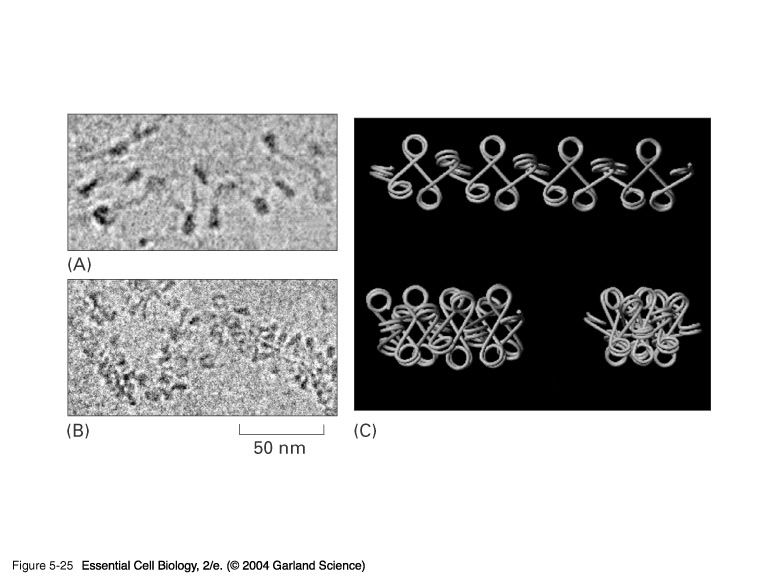 (A)
(B)
50 nm
(C)
Figure 5-25 Essential Cell Biology, 2/e. (© 2004 Garland Science)